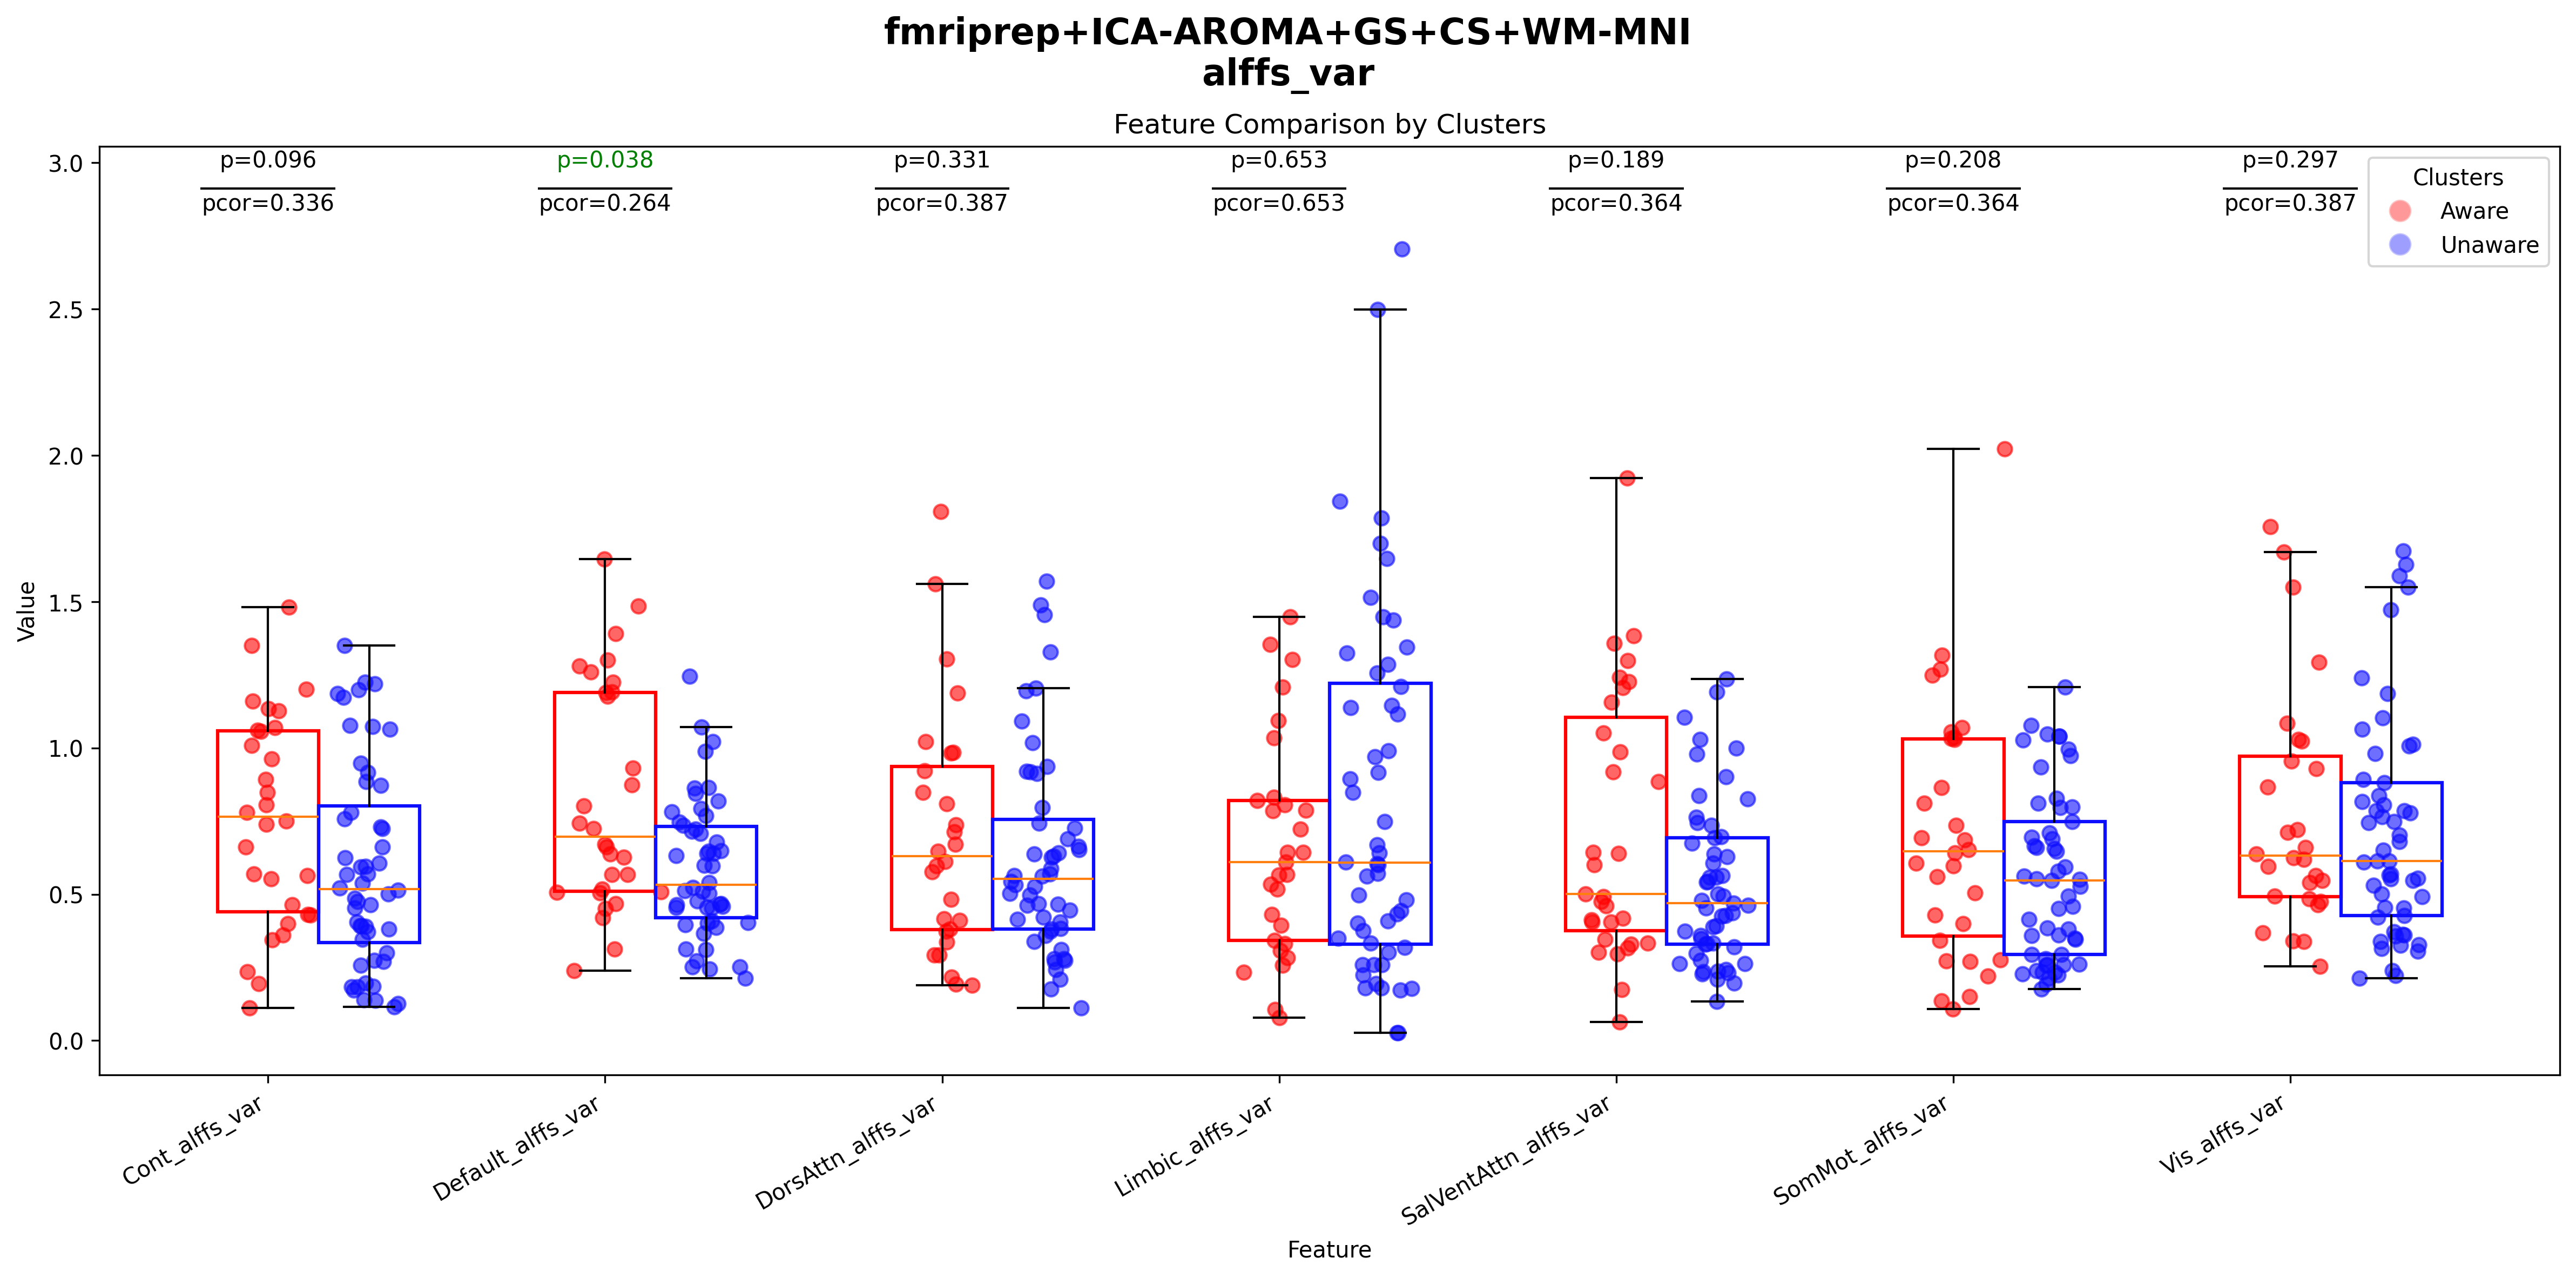 fmriprep+ICA-AROMA+GS+CS+WM-MNI
alffs_var
Feature Comparison by Clusters
p=0.096 p=0.038 p=0.331 p=0.653 p=0.189 p=0.208 p=0.297
pcor=0.336 pcor=0.264 pcor=0.387 pcor=0.653 pcor=0.364 pcor=0.364 pcor=0.387
Clusters
Aware
Unaware
3.0
2.5
2.0
1.5
1.0
0.5
0.0
Value
Cont_alffs_var
Default_alffs_var
DorsAttn_alffs_var
Limbic_alffs_var
SalVentAttn_alffs_var
SomMot_alffs_var
Vis_alffs_var
Feature